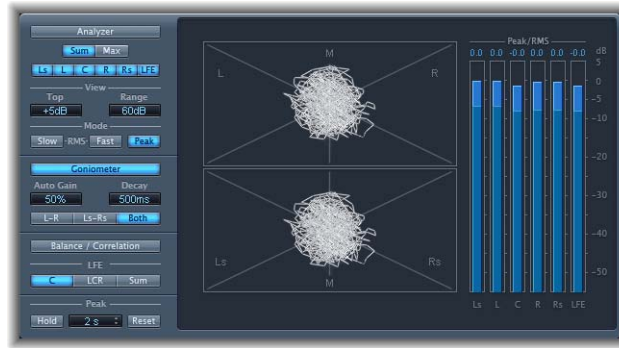 Analyzer
Sum Max
Ls L C R Rs LFE
View
Top Range
+5dB 60dB
Mode
Slow -RMS- Fast Peak
Goniometer
Auto Gain Decay
50% 500ms
L-R Ls-Rs Both
Balance / Correlation
LFE
C LCR Sum
Peak
Hold 2 s Reset
M
L R
Ls Rs
M
Peak/RMS
0.0 0.0 -0.0 0.0 0.0 -0.0 dB
5
0
-5
-10
-20
-30
-40
-50
Ls L C R Rs LFE